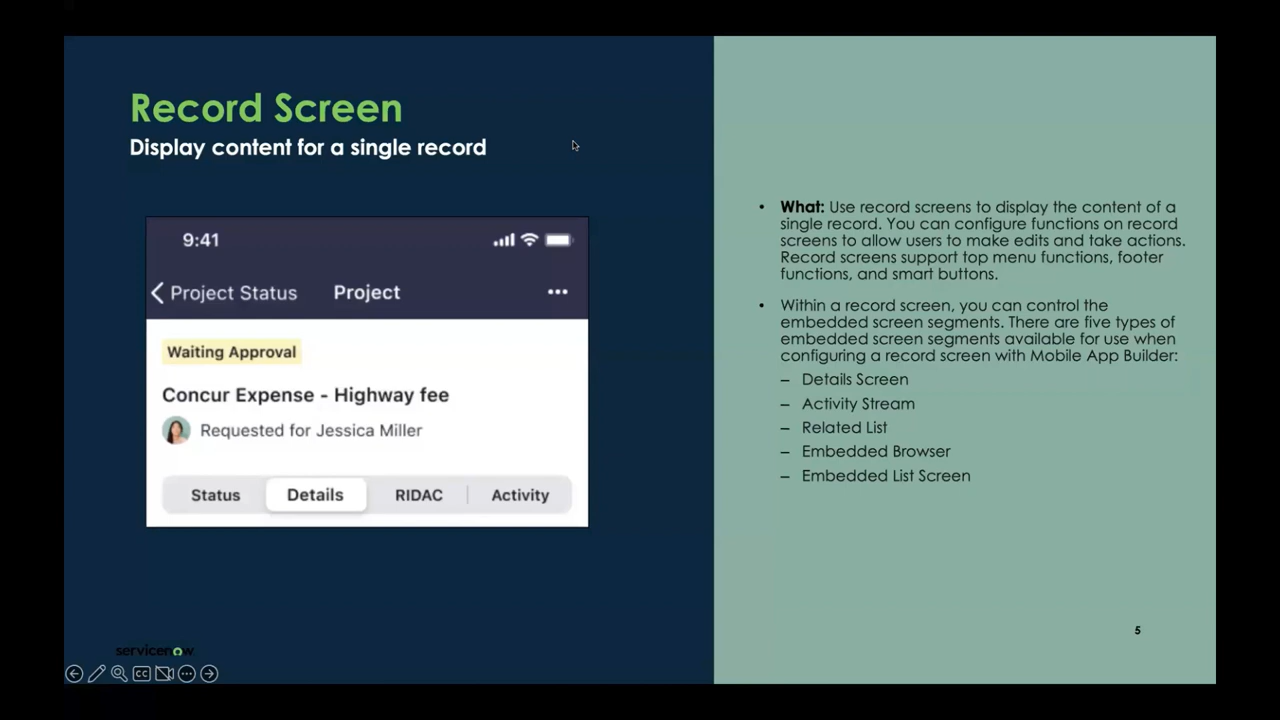 Record Screen
Display content for a single record
9:41
Project Status
Project
Waiting Approval
Concur Expense - Highway fee
Requested for Jessica Miller
Status
Details
RIDAC
Activity
• What: Use record screens to display the content of a
single record. You can configure functions on record
screens to allow users to make edits and take actions.
Record screens support top menu functions, footer
functions, and smart buttons.
• Within a record screen, you can control the
embedded screen segments. There are five types of
embedded screen segments available for use when
configuring a record screen with Mobile App Builder:
– Details Screen
– Activity Stream
– Related List
– Embedded Browser
– Embedded List Screen
5
servicenow
CC